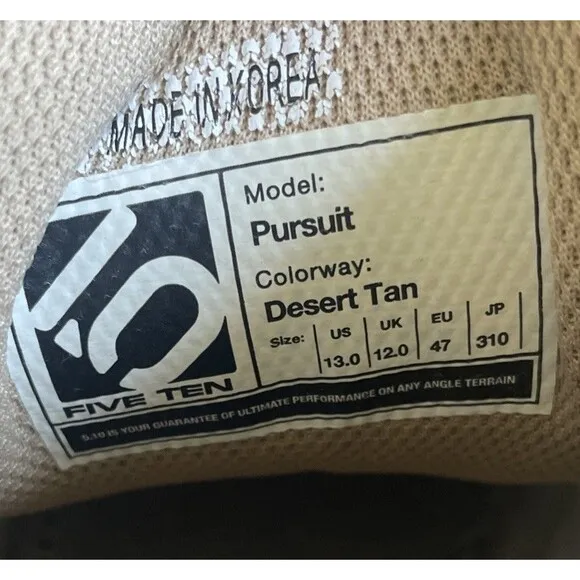 MADE IN KOREA
Model:
Pursuit
Colorway:
Desert Tan
Size: US UK EU JP
13.0 12.0 47 310
FIVE TEN
5.10 IS YOUR GUARANTEE OF ULTIMATE PERFORMANCE ON ANY ANGLE TERRAIN